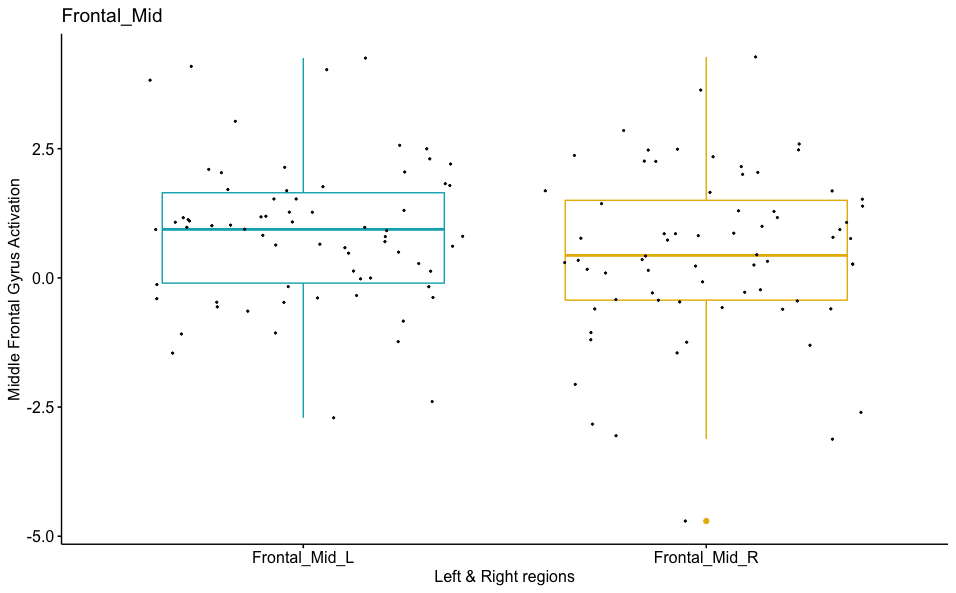 Frontal_Mid
Middle Frontal Gyrus Activation
2.5
0.0
-2.5
-5.0
Frontal_Mid_L
Frontal_Mid_R
Left & Right regions